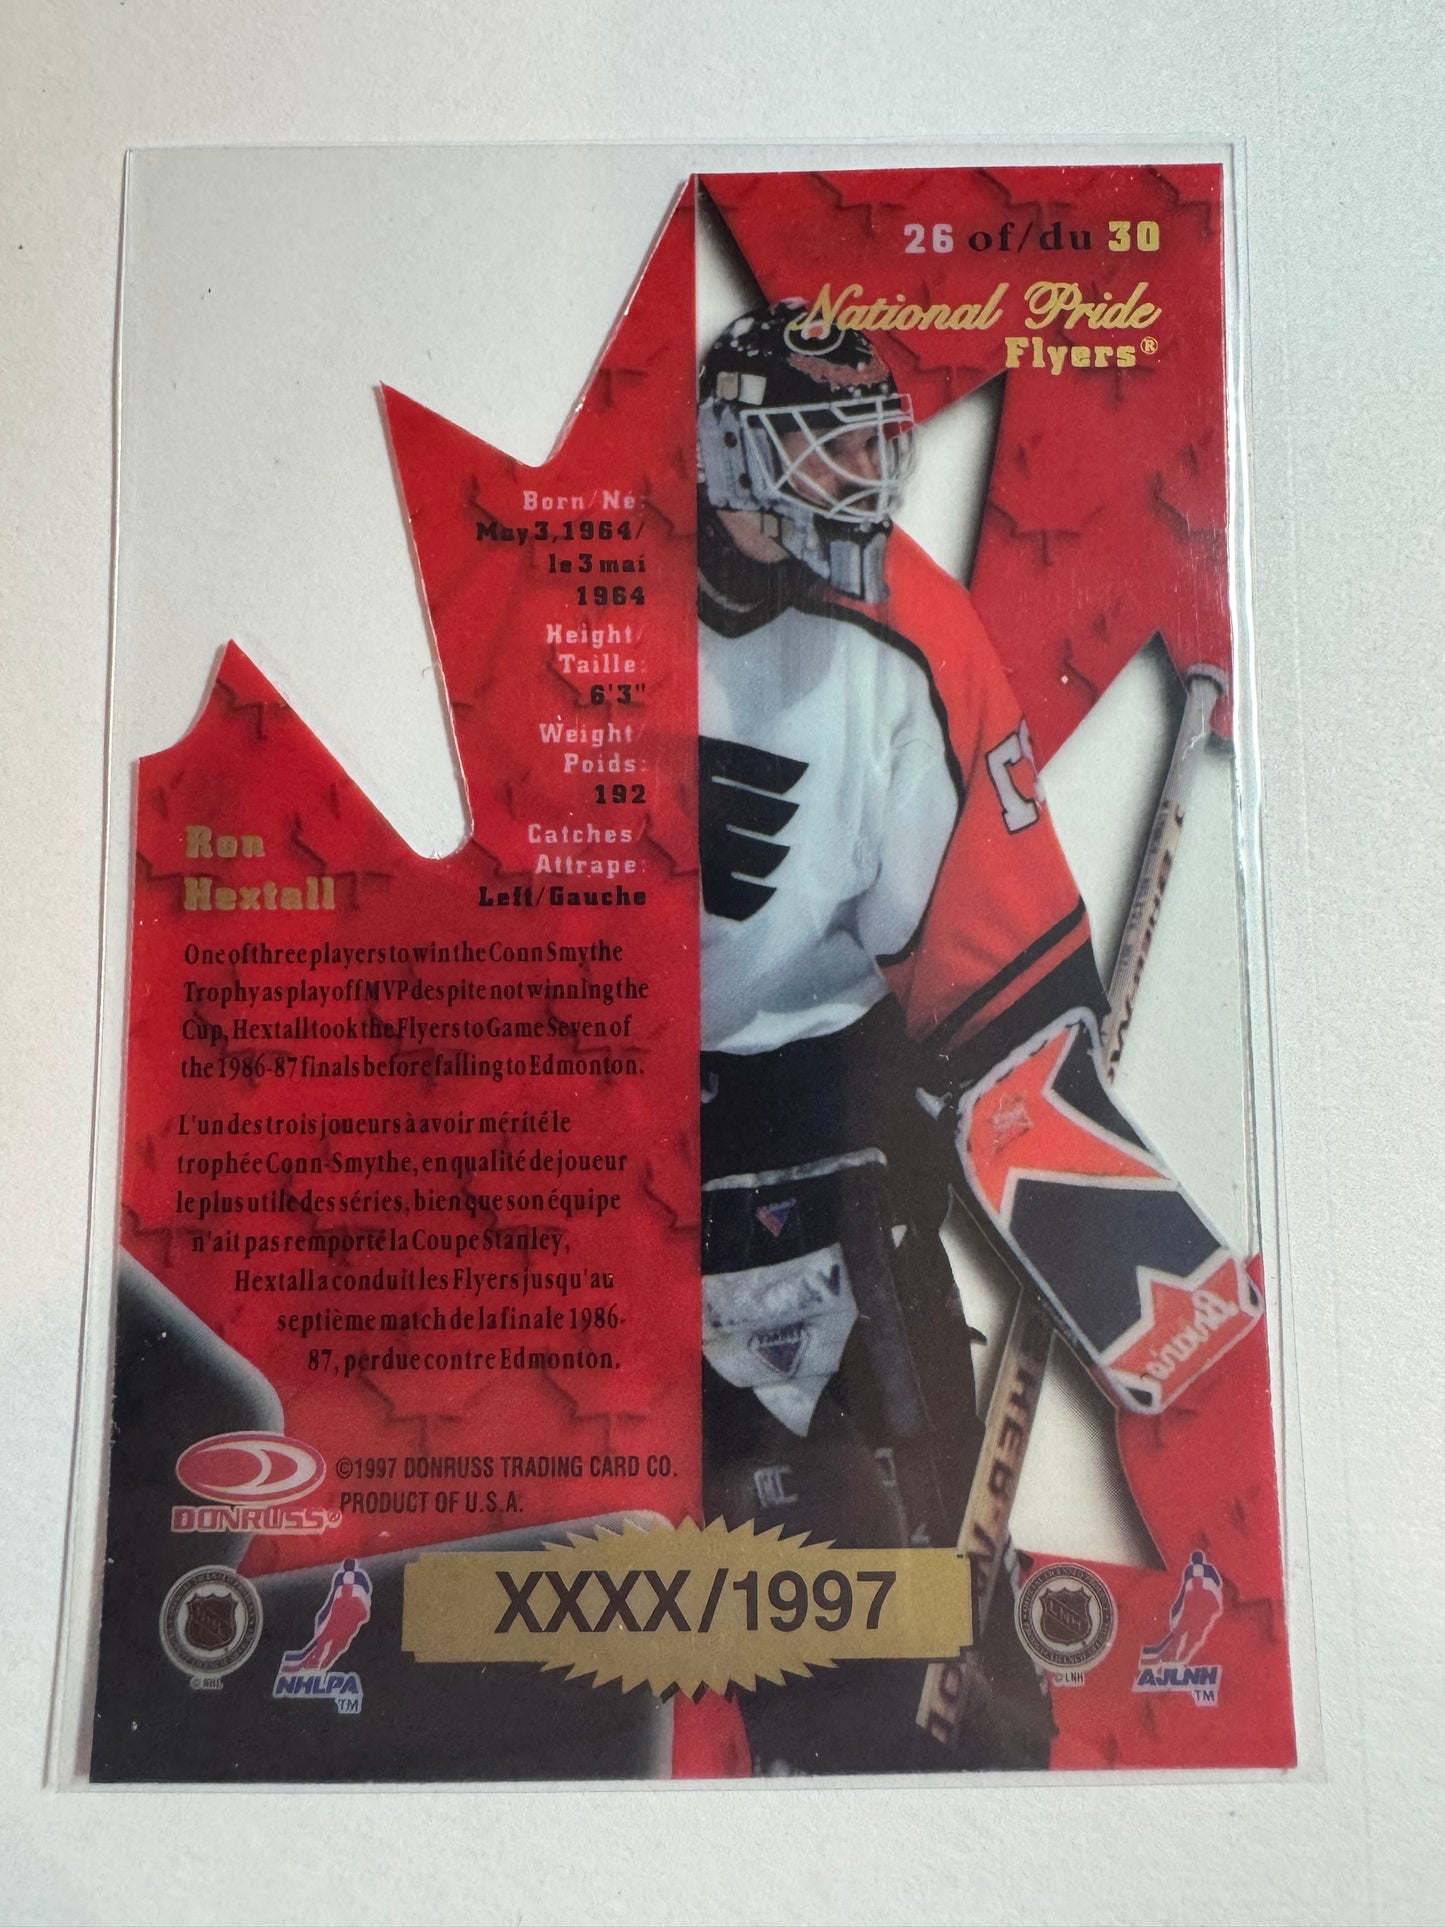 26 of/du 30
National Pride
Flyers®
Born/Né:
May 3, 1964/
le 3 mai
1964
Height/
Taille:
6'3"
Weight/
Poids:
192
Catches/
Attrape:
Left/Gauche
Ron
Hextall
One of three players to win the Conn Smythe
Trophy as playoff MVP despite not winning the
Cup, Hextall took the Flyers to Game Seven of
the 1986-87 finals before falling to Edmonton.
L'un des trois joueurs à avoir mérité le
trophée Conn-Smythe, en qualité de joueur
le plus utile des séries, bien que son équipe
n'ait pas remporté la Coupe Stanley,
Hextall a conduit les Flyers jusqu'au
septième match de la finale 1986-
87, perdue contre Edmonton.
DONRUSS®
©1997 DONRUSS TRADING CARD CO.
PRODUCT OF U.S.A.
XXXX/1997
NHLPA
TM
© LNH
AJLNH
TM